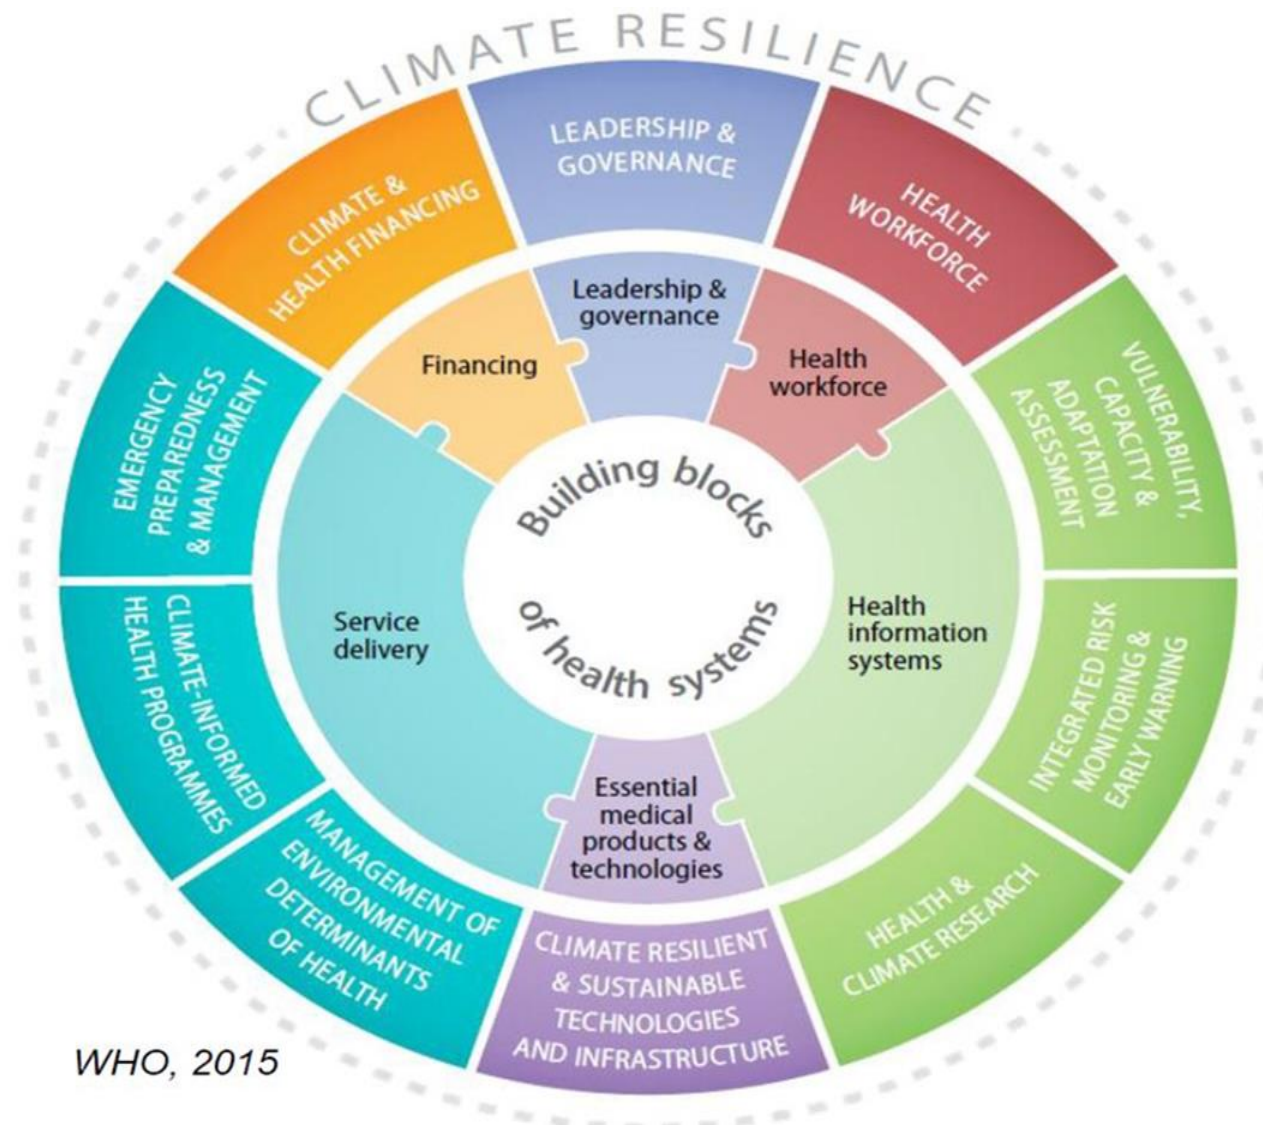 CLIMATE RESILIENCE
LEADERSHIP &
GOVERNANCE
HEALTH
WORKFORCE
VULNERABILITY,
CAPACITY &
ADAPTATION
ASSESSMENT
INTEGRATED RISK
MONITORING &
EARLY WARNING
HEALTH &
CLIMATE RESEARCH
CLIMATE RESILIENT
& SUSTAINABLE
TECHNOLOGIES
AND INFRASTRUCTURE
MANAGEMENT OF
ENVIRONMENTAL
DETERMINANTS
OF HEALTH
CLIMATE-INFORMED
HEALTH PROGRAMMES
EMERGENCY
PREPAREDNESS
& MANAGEMENT
CLIMATE &
HEALTH FINANCING
Leadership &
governance
Health
workforce
Health
information
systems
Essential
medical
products &
technologies
Service
delivery
Financing
Building blocks
of health systems
WHO, 2015